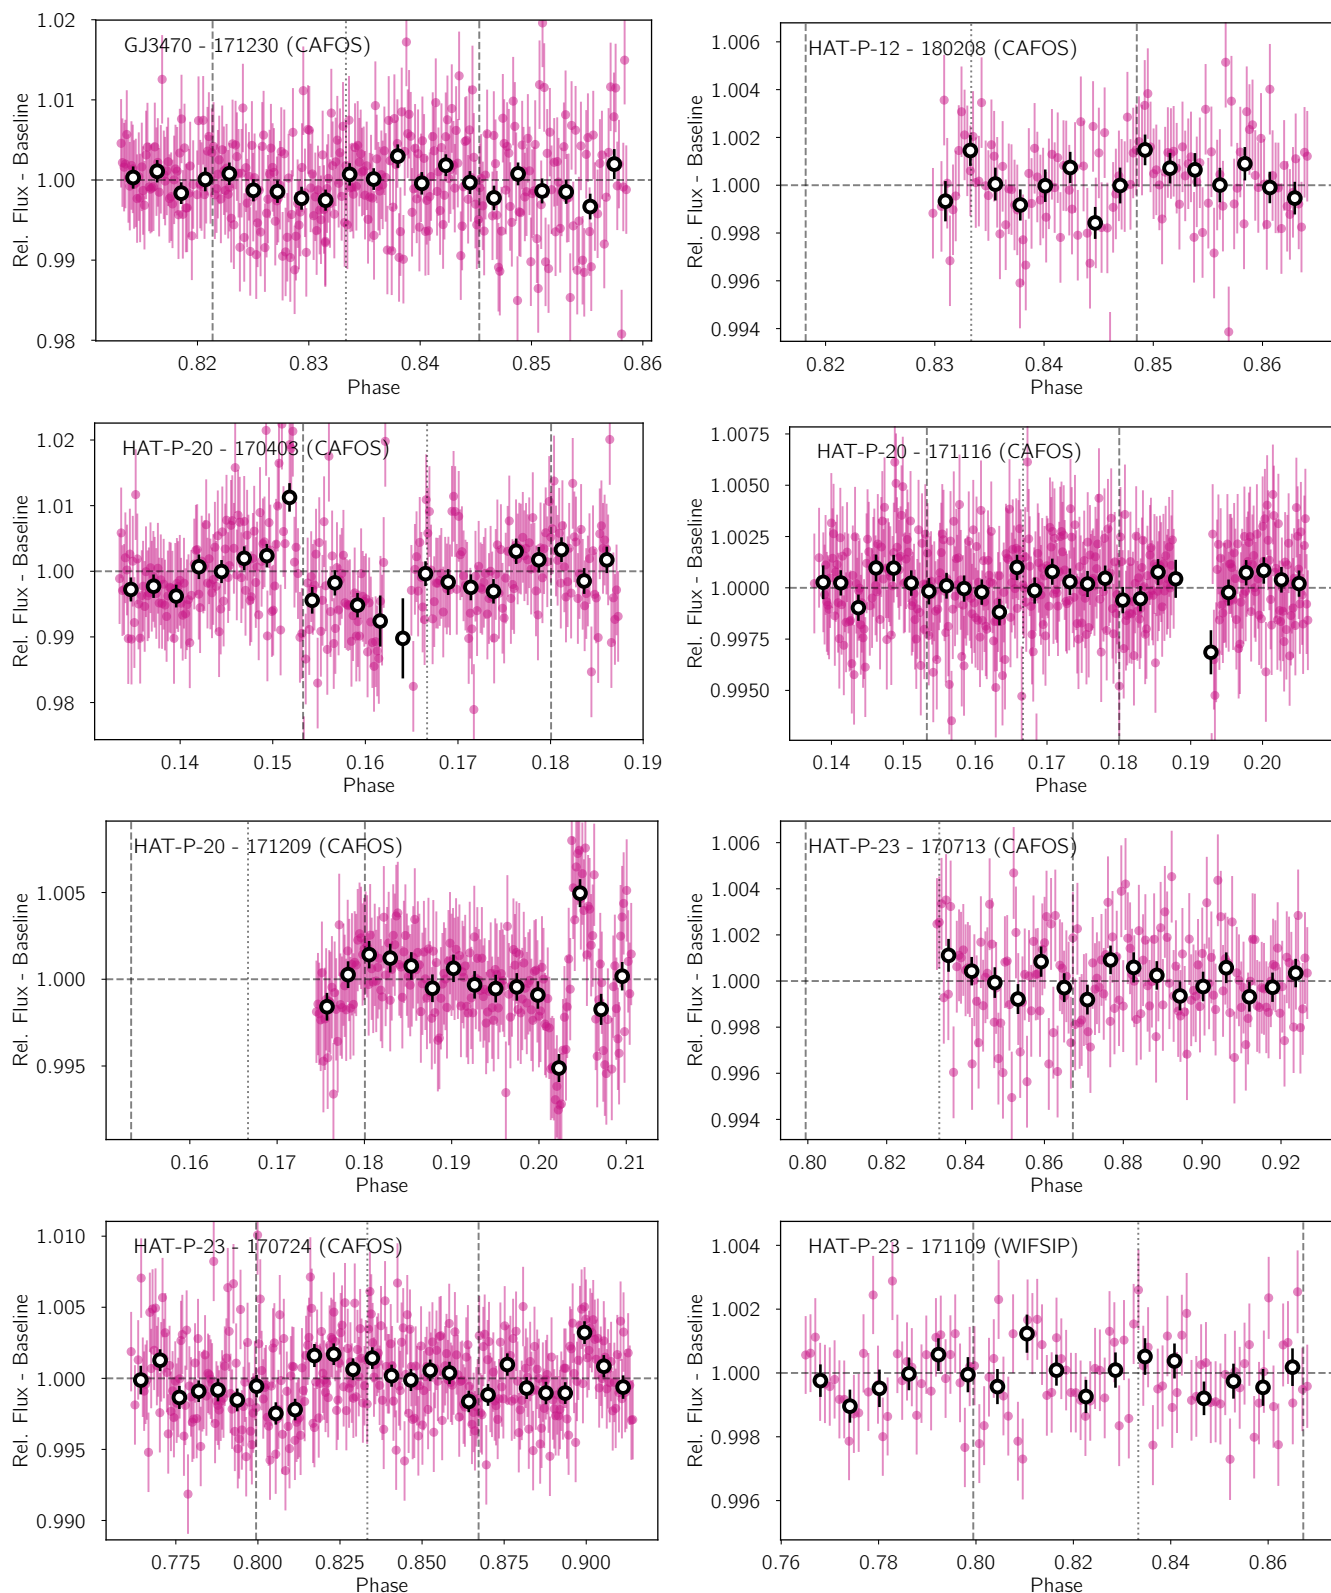 GJ3470 - 171230 (CAFOS)
Rel. Flux - Baseline
1.02
1.01
1.00
0.99
0.98
0.82 0.83 0.84 0.85 0.86
Phase
HAT-P-12 - 180208 (CAFOS)
Rel. Flux - Baseline
1.006
1.004
1.002
1.000
0.998
0.996
0.994
0.82 0.83 0.84 0.85 0.86
Phase
HAT-P-20 - 170403 (CAFOS)
Rel. Flux - Baseline
1.02
1.01
1.00
0.99
0.98
0.14 0.15 0.16 0.17 0.18 0.19
Phase
HAT-P-20 - 171116 (CAFOS)
Rel. Flux - Baseline
1.0075
1.0050
1.0025
1.0000
0.9975
0.9950
0.14 0.15 0.16 0.17 0.18 0.19 0.20
Phase
HAT-P-20 - 171209 (CAFOS)
Rel. Flux - Baseline
1.005
1.000
0.995
0.16 0.17 0.18 0.19 0.20 0.21
Phase
HAT-P-23 - 170713 (CAFOS)
Rel. Flux - Baseline
1.006
1.004
1.002
1.000
0.998
0.996
0.994
0.80 0.82 0.84 0.86 0.88 0.90 0.92
Phase
HAT-P-23 - 170724 (CAFOS)
Rel. Flux - Baseline
1.010
1.005
1.000
0.995
0.990
0.775 0.800 0.825 0.850 0.875 0.900
Phase
HAT-P-23 - 171109 (WIFSIP)
Rel. Flux - Baseline
1.004
1.002
1.000
0.998
0.996
0.76 0.78 0.80 0.82 0.84 0.86
Phase